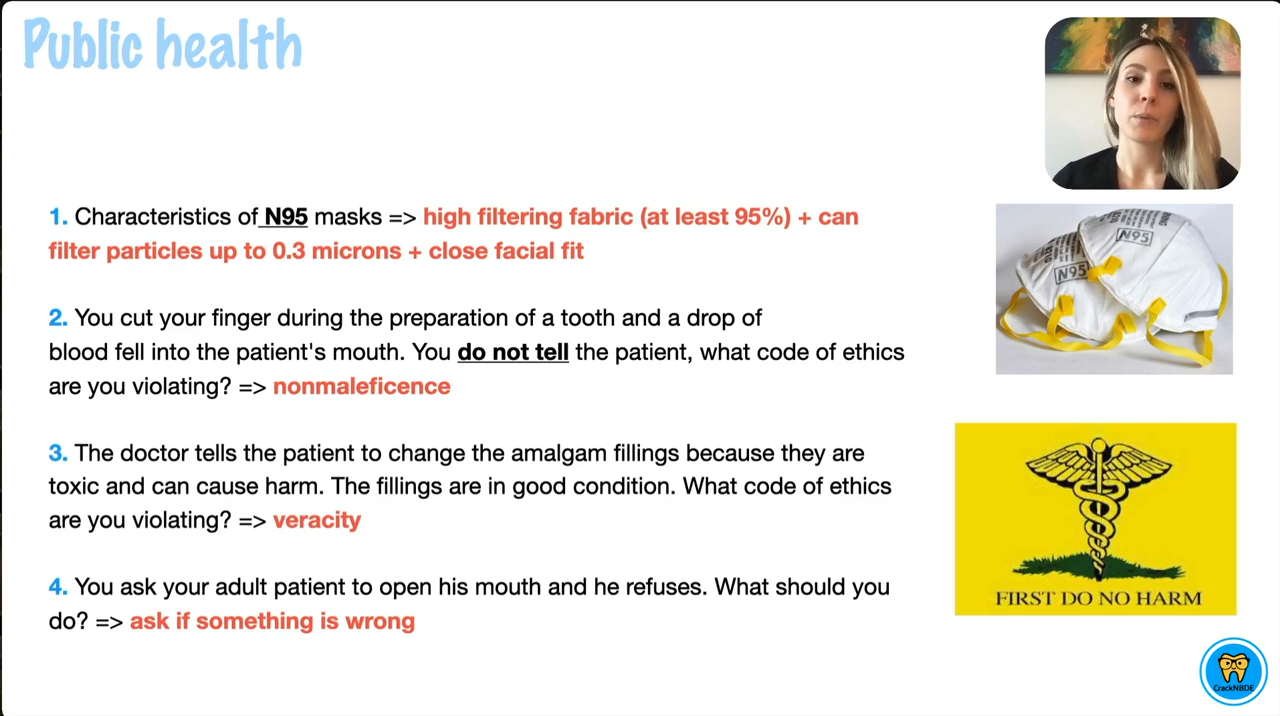 Public health
1. Characteristics of N95 masks => high filtering fabric (at least 95%) + can
filter particles up to 0.3 microns + close facial fit
N95
N95
2. You cut your finger during the preparation of a tooth and a drop of
blood fell into the patient's mouth. You do not tell the patient, what code of ethics
are you violating? => nonmaleficence
3. The doctor tells the patient to change the amalgam fillings because they are
toxic and can cause harm. The fillings are in good condition. What code of ethics
are you violating? => veracity
4. You ask your adult patient to open his mouth and he refuses. What should you
do? => ask if something is wrong
FIRST DO NO HARM
CrackNBDE